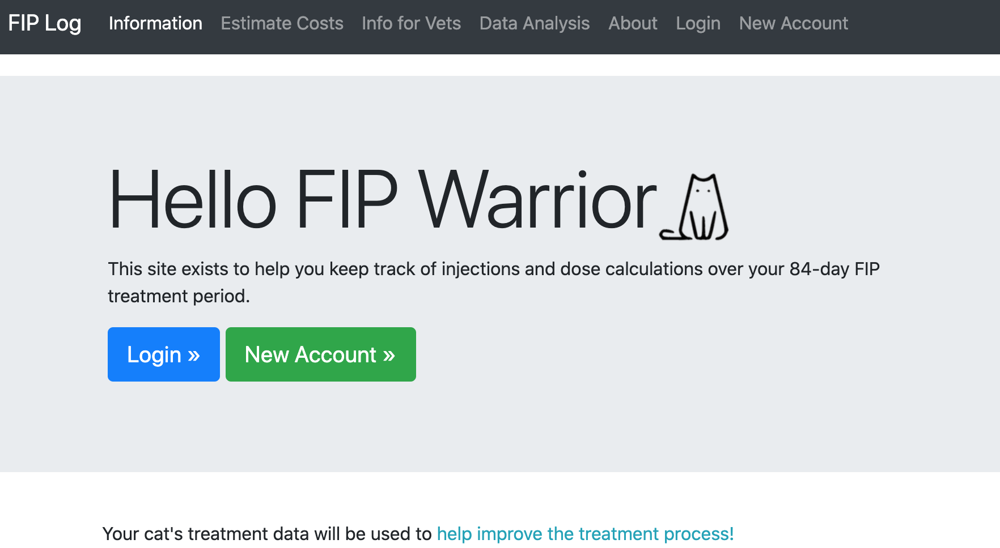 FIP Log Information Estimate Costs Info for Vets Data Analysis About Login New Account
Hello FIP Warrior
This site exists to help you keep track of injections and dose calculations over your 84-day FIP
treatment period.
Login » New Account »
Your cat's treatment data will be used to help improve the treatment process!